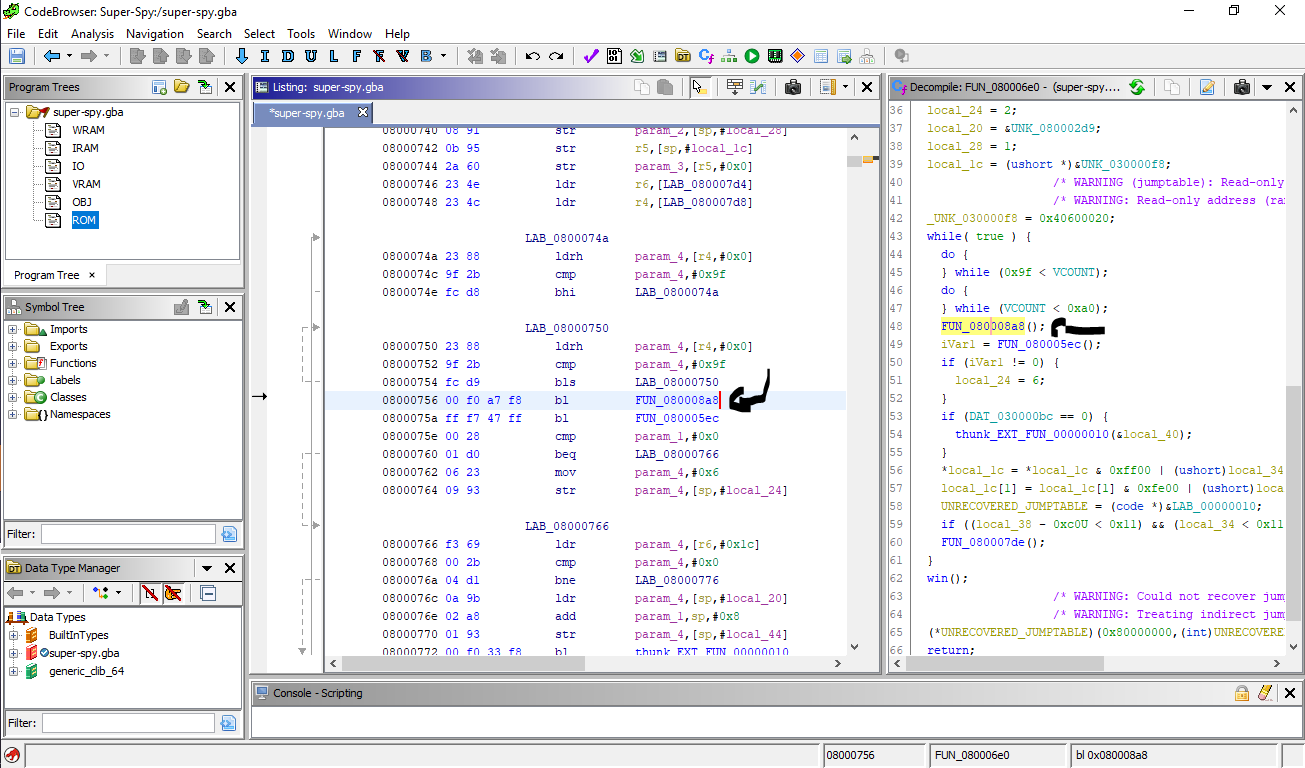 CodeBrowser: Super-Spy:/super-spy.gba
File Edit Analysis Navigation Search Select Tools Window Help
Program Trees
super-spy.gba
WRAM
IRAM
IO
VRAM
OBJ
ROM
Program Tree ×
Symbol Tree
Imports
Exports
Functions
Labels
Classes
Namespaces
Filter:
Data Type Manager
Data Types
BuiltInTypes
super-spy.gba
generic_clib_64
Filter:
Listing: super-spy.gba
*super-spy.gba
08000740 08 91 str param_2,[sp,#local_28]
08000742 0b 95 str r5,[sp,#local_1c]
08000744 2a 60 str param_3,[r5,#0x0]
08000746 23 4e ldr r6,[LAB_080007d4]
08000748 23 4c ldr r4,[LAB_080007d8]
LAB_0800074a
0800074a 23 88 ldrh param_4,[r4,#0x0]
0800074c 9f 2b cmp param_4,#0x9f
0800074e fc d8 bhi LAB_0800074a
LAB_08000750
08000750 23 88 ldrh param_4,[r4,#0x0]
08000752 9f 2b cmp param_4,#0x9f
08000754 fc d9 bls LAB_08000750
08000756 00 f0 a7 f8 bl FUN_080008a8
0800075a ff f7 47 ff bl FUN_080005ec
0800075e 00 28 cmp param_1,#0x0
08000760 01 d0 beq LAB_08000766
08000762 06 23 mov param_4,#0x6
08000764 09 93 str param_4,[sp,#local_24]
LAB_08000766
08000766 f3 69 ldr param_4,[r6,#0x1c]
08000768 00 2b cmp param_4,#0x0
0800076a 04 d1 bne LAB_08000776
0800076c 0a 9b ldr param_4,[sp,#local_20]
0800076e 02 a8 add param_1,sp,#0x8
08000770 01 93 str param_4,[sp,#local_44]
08000772 00 f0 33 f8 bl thunk_EXT_FUN_00000010
Decompile: FUN_080006e0 - (super-spy....
36 local_24 = 2;
37 local_20 = &UNK_080002d9;
38 local_28 = 1;
39 local_1c = (ushort *)&UNK_030000f8;
40 /* WARNING (jumptable): Read-only
41 /* WARNING: Read-only address (ra
42 _UNK_030000f8 = 0x40600020;
43 while( true ) {
44 do {
45 } while (0x9f < VCOUNT);
46 do {
47 } while (VCOUNT < 0xa0);
48 FUN_080008a8();
49 iVar1 = FUN_080005ec();
50 if (iVar1 != 0) {
51 local_24 = 6;
52 }
53 if (DAT_030000bc == 0) {
54 thunk_EXT_FUN_00000010(&local_40);
55 }
56 *local_1c = *local_1c & 0xff00 | (ushort)local_34
57 local_1c[1] = local_1c[1] & 0xfe00 | (ushort)loca
58 UNRECOVERED_JUMPTABLE = (code *)&LAB_00000010;
59 if ((local_38 - 0xc0U < 0x11) && (local_34 < 0x11
60 FUN_080007de();
61 }
62 win();
63 /* WARNING: Could not recover jum
64 /* WARNING: Treating indirect jum
65 (*UNRECOVERED_JUMPTABLE)(0x80000000,(int)UNRECOVERE
66 return;
Console - Scripting
08000756 FUN_080006e0 bl 0x080008a8